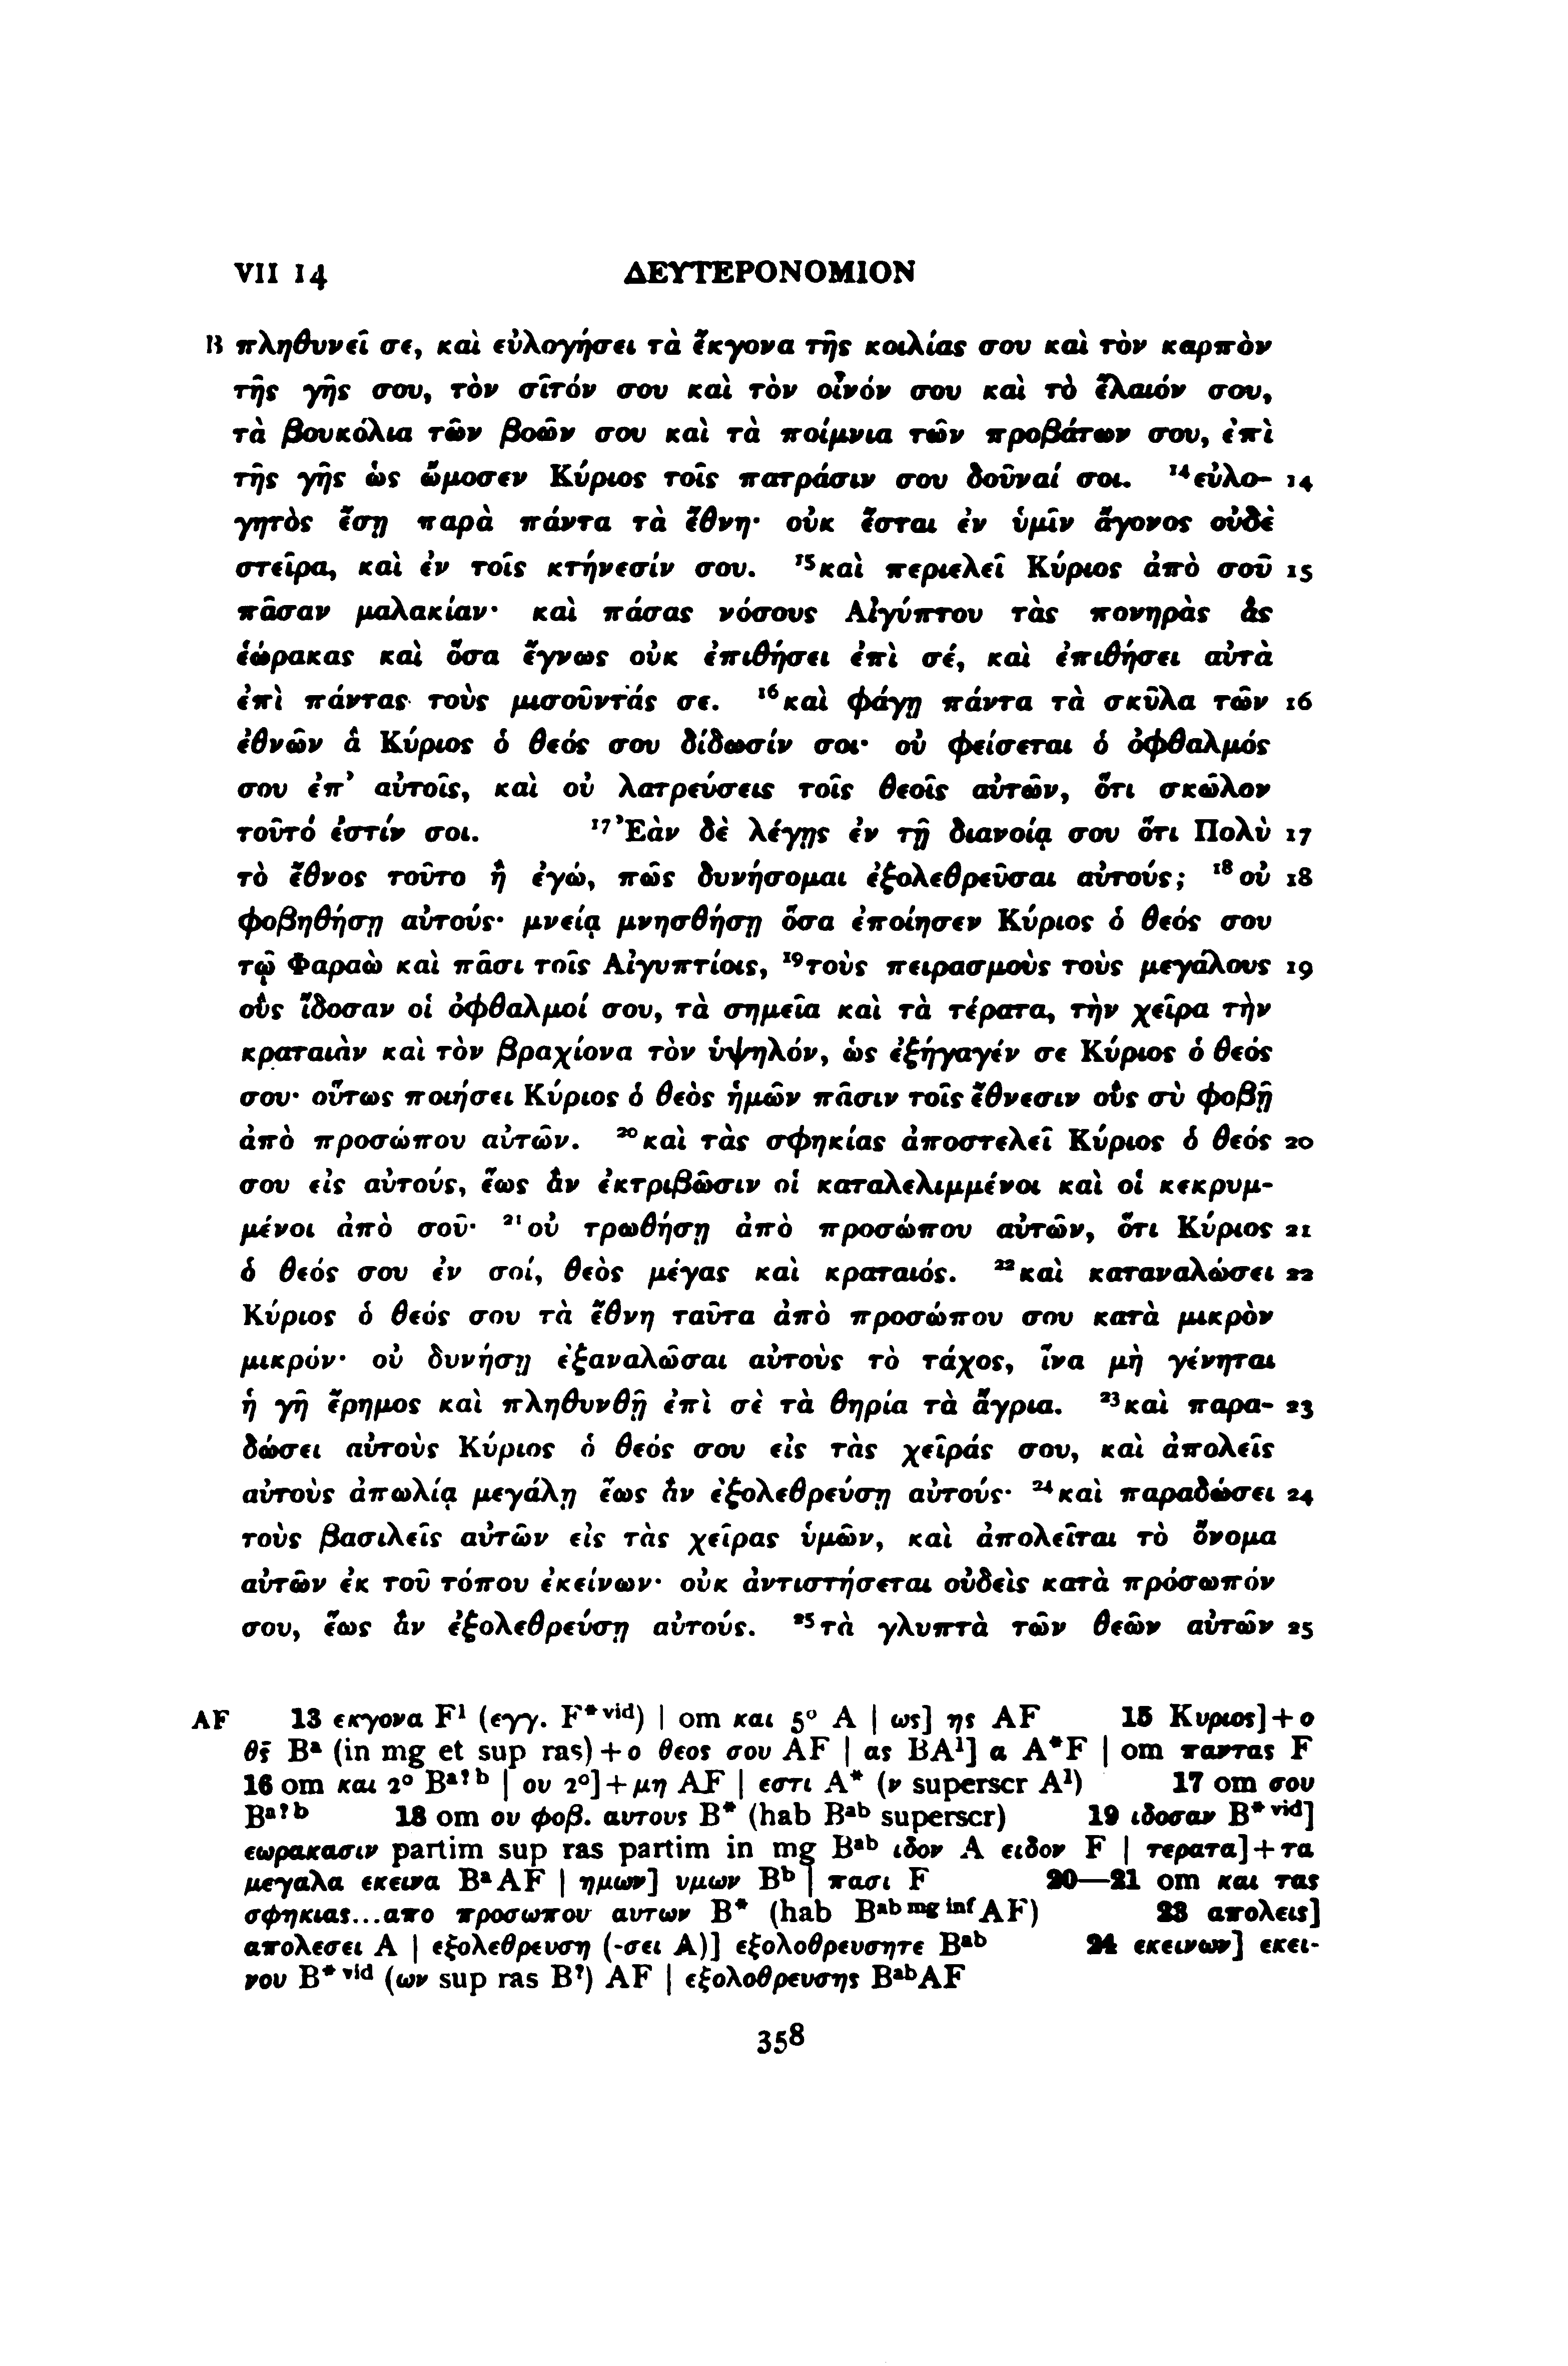 VII 14 ΔΕΥΤΕΡΟΝΟΜΙΟΝ
B πληθυνεῖ σε, καὶ εὐλογήσει τὰ ἔκγονα τῆς κοιλίας σου καὶ τὸν καρπὸν
τῆς γῆς σου, τὸν σῖτόν σου καὶ τὸν οἶνόν σου καὶ τὸ ἔλαιόν σου,
τὰ βουκόλια τῶν βοῶν σου καὶ τὰ ποίμνια τῶν προβάτων σου, ἐπὶ
τῆς γῆς ὡς ὤμοσεν Κύριος τοῖς πατράσιν σου δοῦναί σοι. ¹⁴εὐλο- 14
γητὸς ἔσῃ παρὰ πάντα τὰ ἔθνη· οὐκ ἔσται ἐν ὑμῖν ἄγονος οὐδὲ
στεῖρα, καὶ ἐν τοῖς κτήνεσίν σου. ¹⁵καὶ περιελεῖ Κύριος ἀπὸ σοῦ 15
πᾶσαν μαλακίαν· καὶ πάσας νόσους Αἰγύπτου τὰς πονηρὰς ἃς
ἑώρακας καὶ ὅσα ἔγνως οὐκ ἐπιθήσει ἐπὶ σέ, καὶ ἐπιθήσει αὐτὰ
ἐπὶ πάντας τοὺς μισοῦντάς σε. ¹⁶καὶ φάγῃ πάντα τὰ σκῦλα τῶν 16
ἐθνῶν ἃ Κύριος ὁ θεός σου δίδωσίν σοι· οὐ φείσεται ὁ ὀφθαλμός
σου ἐπ’ αὐτοῖς, καὶ οὐ λατρεύσεις τοῖς θεοῖς αὐτῶν, ὅτι σκῶλον
τοῦτό ἐστίν σοι. ¹⁷Ἐὰν δὲ λέγῃς ἐν τῇ διανοίᾳ σου ὅτι Πολὺ 17
τὸ ἔθνος τοῦτο ἢ ἐγώ, πῶς δυνήσομαι ἐξολεθρεῦσαι αὐτούς; ¹⁸οὐ 18
φοβηθήσῃ αὐτούς· μνείᾳ μνησθήσῃ ὅσα ἐποίησεν Κύριος ὁ θεός σου
τῷ Φαραὼ καὶ πᾶσι τοῖς Αἰγυπτίοις, ¹⁹τοὺς πειρασμοὺς τοὺς μεγάλους 19
οὓς ἴδοσαν οἱ ὀφθαλμοί σου, τὰ σημεῖα καὶ τὰ τέρατα, τὴν χεῖρα τὴν
κραταιὰν καὶ τὸν βραχίονα τὸν ὑψηλόν, ὡς ἐξήγαγέν σε Κύριος ὁ θεός
σου· οὕτως ποιήσει Κύριος ὁ θεὸς ἡμῶν πᾶσιν τοῖς ἔθνεσιν οὓς σὺ φοβῇ
ἀπὸ προσώπου αὐτῶν. ²⁰καὶ τὰς σφηκίας ἀποστελεῖ Κύριος ὁ θεός 20
σου εἰς αὐτούς, ἕως ἂν ἐκτριβῶσιν οἱ καταλελιμμένοι καὶ οἱ κεκρυμ-
μένοι ἀπὸ σοῦ· ²¹οὐ τρωθήσῃ ἀπὸ προσώπου αὐτῶν, ὅτι Κύριος 21
ὁ θεός σου ἐν σοί, θεὸς μέγας καὶ κραταιός. ²²καὶ καταναλώσει 22
Κύριος ὁ θεός σου τὰ ἔθνη ταῦτα ἀπὸ προσώπου σου κατὰ μικρὸν
μικρόν· οὐ δυνήσῃ ἐξαναλῶσαι αὐτοὺς τὸ τάχος, ἵνα μὴ γένηται
ἡ γῆ ἔρημος καὶ πληθυνθῇ ἐπὶ σὲ τὰ θηρία τὰ ἄγρια. ²³καὶ παρα- 23
δώσει αὐτοὺς Κύριος ὁ θεός σου εἰς τὰς χεῖράς σου, καὶ ἀπολεῖς
αὐτοὺς ἀπωλίᾳ μεγάλῃ ἕως ἂν ἐξολεθρεύσῃ αὐτούς· ²⁴καὶ παραδώσει 24
τοὺς βασιλεῖς αὐτῶν εἰς τὰς χεῖρας ὑμῶν, καὶ ἀπολεῖται τὸ ὄνομα
αὐτῶν ἐκ τοῦ τόπου ἐκείνων· οὐκ ἀντιστήσεται οὐδεὶς κατὰ πρόσωπόν
σου, ἕως ἂν ἐξολεθρεύσῃ αὐτούς. ²⁵τὰ γλυπτὰ τῶν θεῶν αὐτῶν 25
AF 13 εκγονα F¹ (εγγ. F*ᵛⁱᵈ) | om και 5° A | ως] ης AF 15 Κυριος]+ο
θς̄ Bᵃ (in mg et sup ras)+ο θεος σου AF | ας BA¹] α A*F | om παντας F
16 om και 2° Bᵃ?ᵇ | ου 2°]+μη AF | εστι A* (ν superscr A¹) 17 om σου
Bᵃ?ᵇ 18 om ου φοβ. αυτους B* (hab Bᵃᵇ superscr) 19 ιδοσαν B*ᵛⁱᵈ]
εωρακασιν partim sup ras partim in mg Bᵃᵇ ιδον A ειδον F | τερατα]+τα
μεγαλα εκεινα BᵃAF | ημων] υμων Bᵇ | πασι F 20—21 om και τας
σφηκιας...απο προσωπου αυτων B* (hab Bᵃᵇ ᵐᵍ ⁱⁿᶠ AF) 23 απολεις]
απολεσει A | εξολεθρευση (-σει A)] εξολοθρευσητε Bᵃᵇ 24 εκεινων] εκει-
νου B*ᵛⁱᵈ (ων sup ras B?) AF | εξολοθρευσης BᵃᵇAF
358